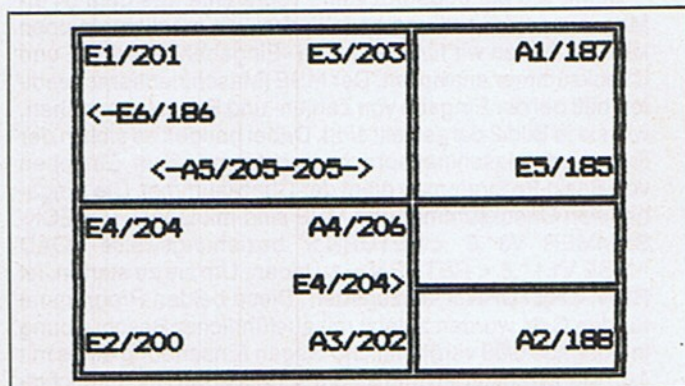 E1/201 E3/203 A1/187
<-E6/186
<-A5/205-205-> E5/185
E4/204 A4/206
E4/204>
E2/200 A3/202 A2/188